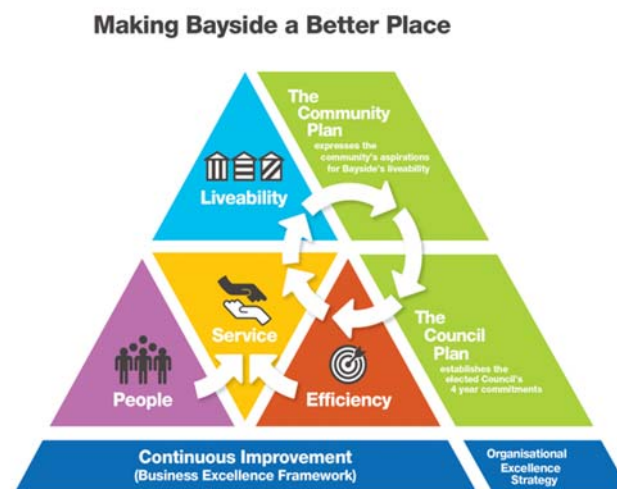 Making Bayside a Better Place
The
Community
Plan
expresses the
community's aspirations
for Bayside's liveability
Liveability
Service
People
Efficiency
The
Council
Plan
establishes the
elected Council's
4 year commitments
Continuous Improvement
(Business Excellence Framework)
Organisational
Excellence
Strategy